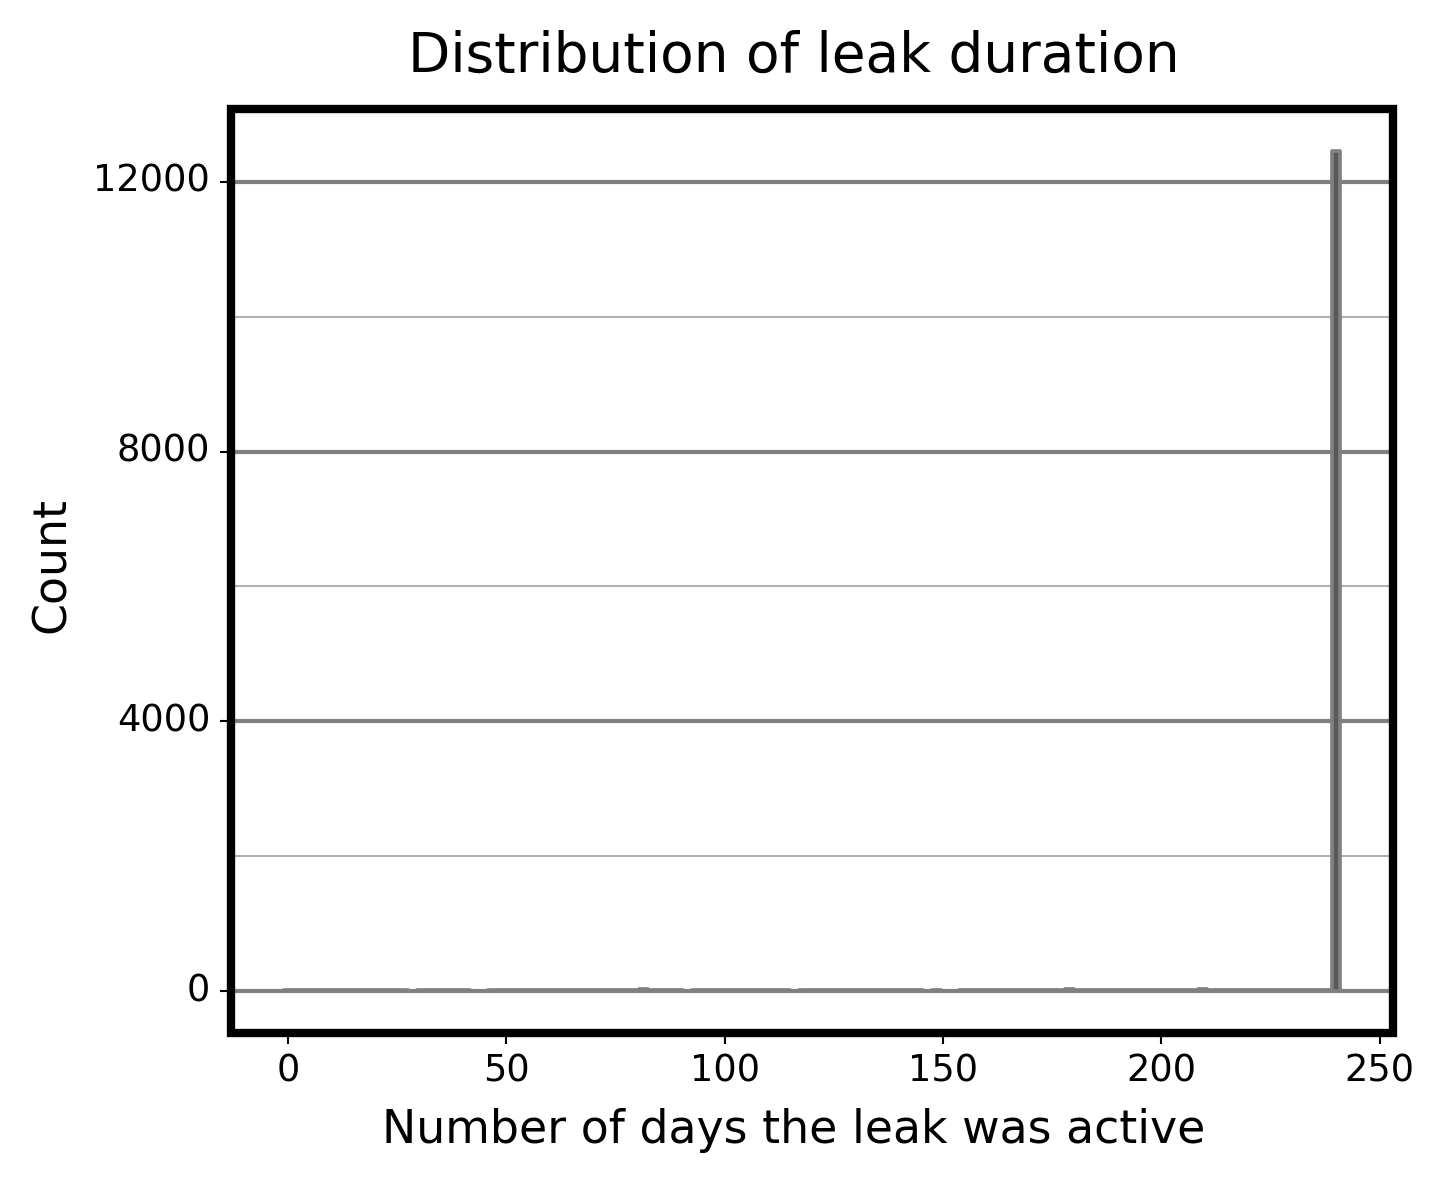 Distribution of leak duration
12000
8000
4000
0
Count
0 50 100 150 200 250
Number of days the leak was active